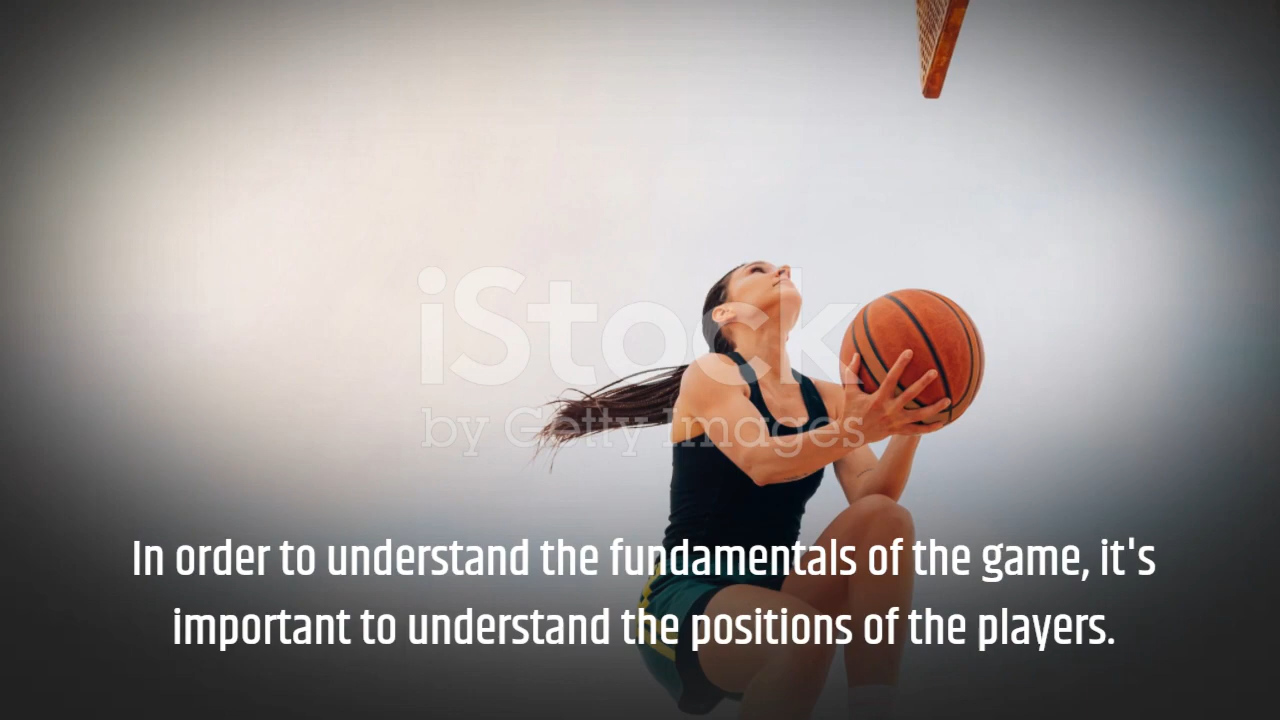 iStock
by Getty Images
In order to understand the fundamentals of the game, it's
important to understand the positions of the players.